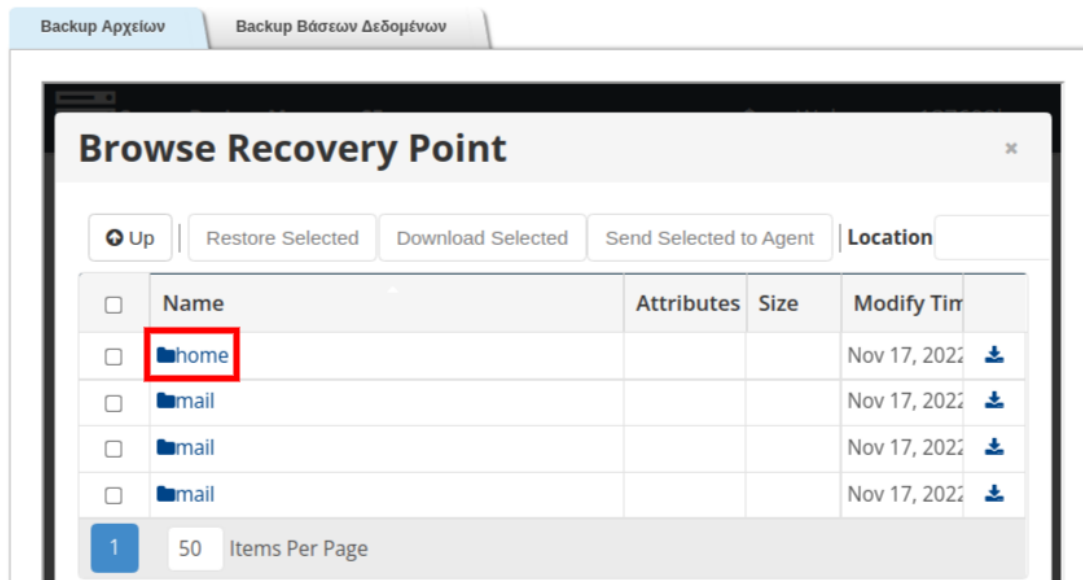 Backup Αρχείων Backup Βάσεων Δεδομένων
Browse Recovery Point ×
Up Restore Selected Download Selected Send Selected to Agent Location
Name Attributes Size Modify Tim
home Nov 17, 2022
mail Nov 17, 2022
mail Nov 17, 2022
mail Nov 17, 2022
1 50 Items Per Page